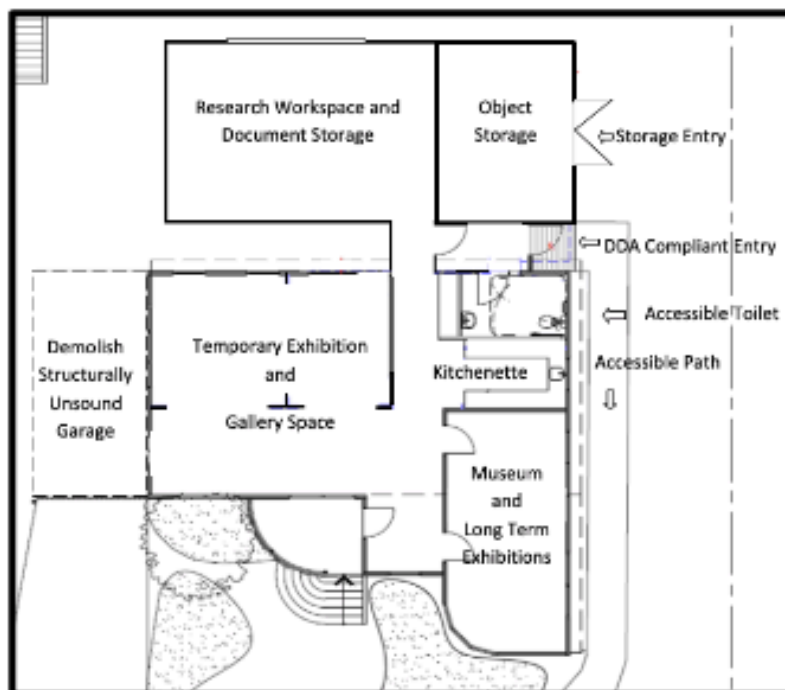 Research Workspace and
Document Storage
Object
Storage
Storage Entry
DDA Compliant Entry
Accessible Toilet
Accessible Path
Demolish
Structurally
Unsound
Garage
Temporary Exhibition
and
Gallery Space
Kitchenette
Museum
and
Long Term
Exhibitions